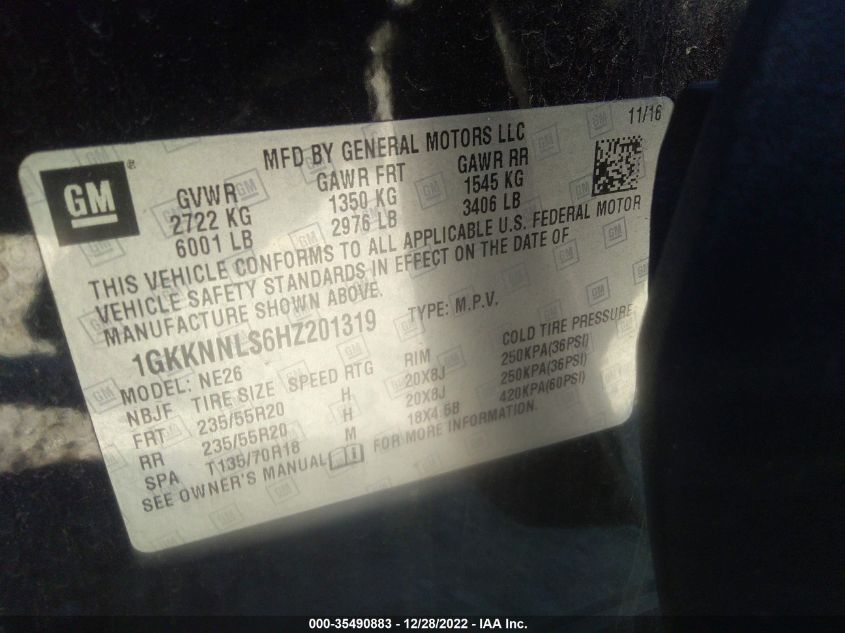 11/16
MFD BY GENERAL MOTORS LLC
GM ®
GVWR GAWR FRT GAWR RR
2722 KG 1350 KG 1545 KG
6001 LB 2976 LB 3406 LB
THIS VEHICLE CONFORMS TO ALL APPLICABLE U.S. FEDERAL MOTOR
VEHICLE SAFETY STANDARDS IN EFFECT ON THE DATE OF
MANUFACTURE SHOWN ABOVE.
1GKKNNLS6HZ201319 TYPE: M.P.V.
MODEL: NE26
NBJF TIRE SIZE SPEED RTG RIM COLD TIRE PRESSURE
FRT 235/55R20 H 20X8J 250KPA(36PSI)
RR 235/55R20 H 20X8J 250KPA(36PSI)
SPA T135/70R18 M 18X4.5B 420KPA(60PSI)
SEE OWNER'S MANUAL FOR MORE INFORMATION.
000-35490883 - 12/28/2022 - IAA Inc.